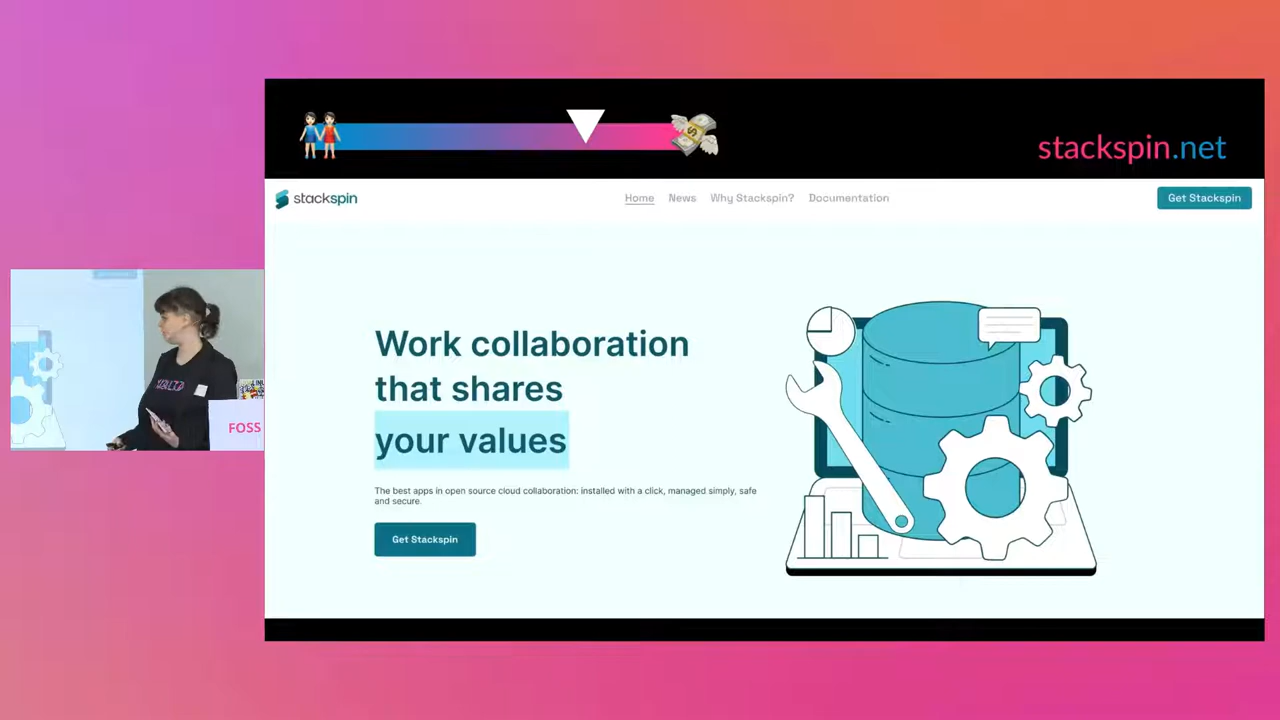 stackspin.net
stackspin
Home News Why Stackspin? Documentation
Get Stackspin
Work collaboration
that shares
your values
The best apps in open source cloud collaboration: installed with a click, managed simply, safe
and secure.
Get Stackspin
FOSS